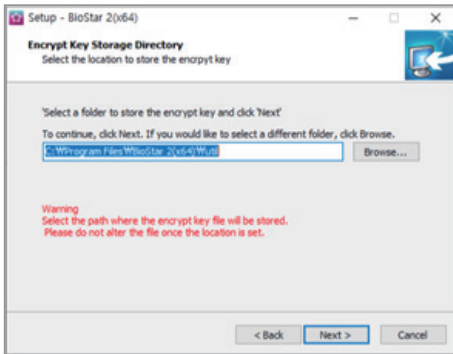 Setup - BioStar 2(x64)
Encrypt Key Storage Directory
Select the location to store the encrpyt key
'Select a folder to store the encrypt key and click 'Next'
To continue, click Next. If you would like to select a different folder, click Browse.
C:₩Program Files₩BioStar 2(x64)₩util
Browse...
Warning
Select the path where the encrypt key file will be stored.
Please do not alter the file once the location is set.
< Back
Next >
Cancel